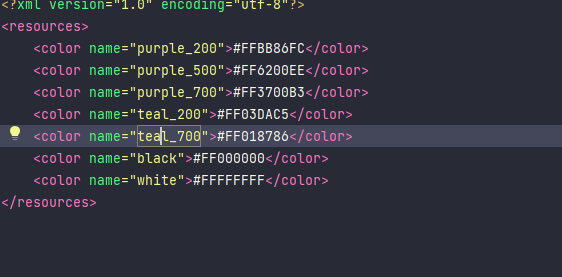 <?xml version="1.0" encoding="utf-8"?>
<resources>
    <color name="purple_200">#FFBB86FC</color>
    <color name="purple_500">#FF6200EE</color>
    <color name="purple_700">#FF3700B3</color>
    <color name="teal_200">#FF03DAC5</color>
    <color name="teal_700">#FF018786</color>
    <color name="black">#FF000000</color>
    <color name="white">#FFFFFFFF</color>
</resources>